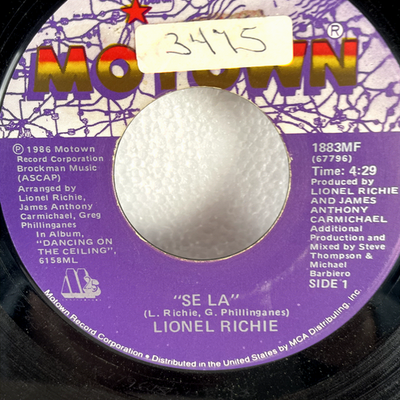 3475
MOTOWN®
℗ 1986 Motown
Record Corporation
Brockman Music
(ASCAP)
Arranged by
Lionel Richie,
James Anthony
Carmichael, Greg
Phillinganes
In Album,
"DANCING ON
THE CEILING",
6158ML
1883MF
(67796)
Time: 4:29
Produced by
LIONEL RICHIE
AND JAMES
ANTHONY
CARMICHAEL
Additional
Production and
Mixed by Steve
Thompson &
Michael
Barbiero
SIDE 1
"SE LA"
(L. Richie, G. Phillinganes)
LIONEL RICHIE
Motown Record Corporation • Distributed in the United States by MCA Distributing, Inc.